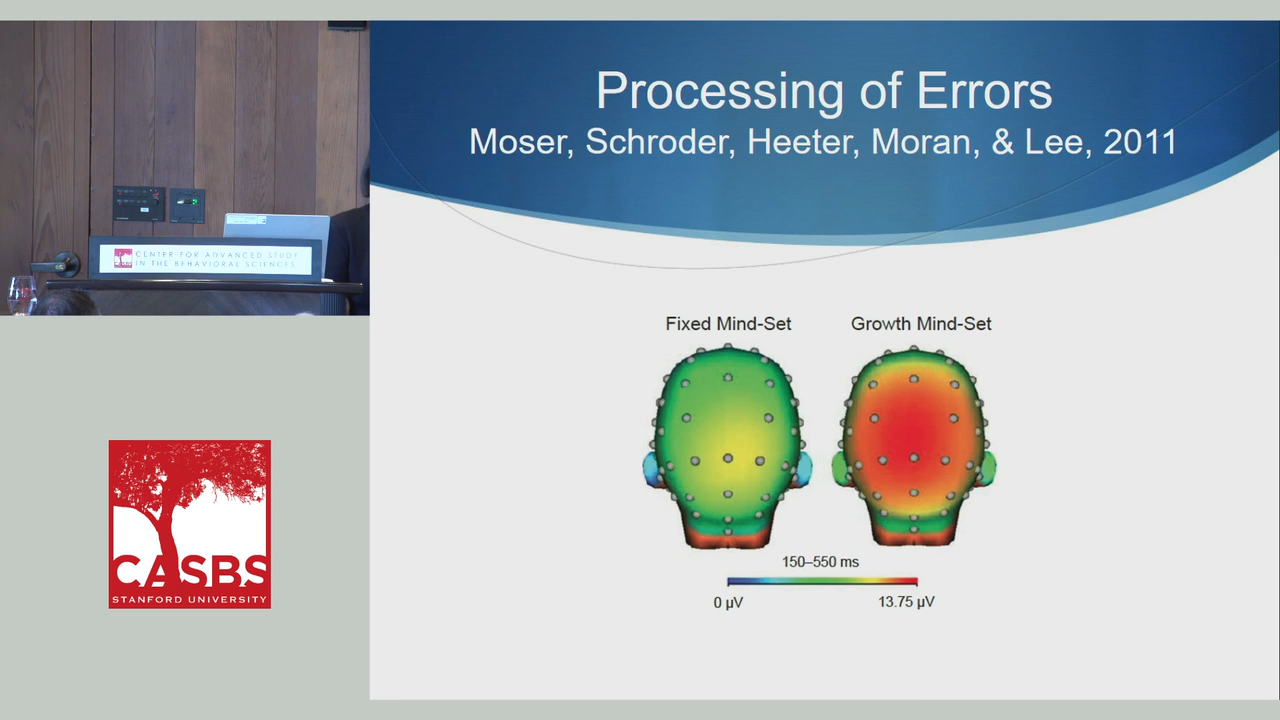 Processing of Errors
Moser, Schroder, Heeter, Moran, & Lee, 2011
CENTER FOR ADVANCED STUDY
IN THE BEHAVIORAL SCIENCES
Fixed Mind-Set
Growth Mind-Set
150–550 ms
0 µV
13.75 µV
CASBS
STANFORD UNIVERSITY